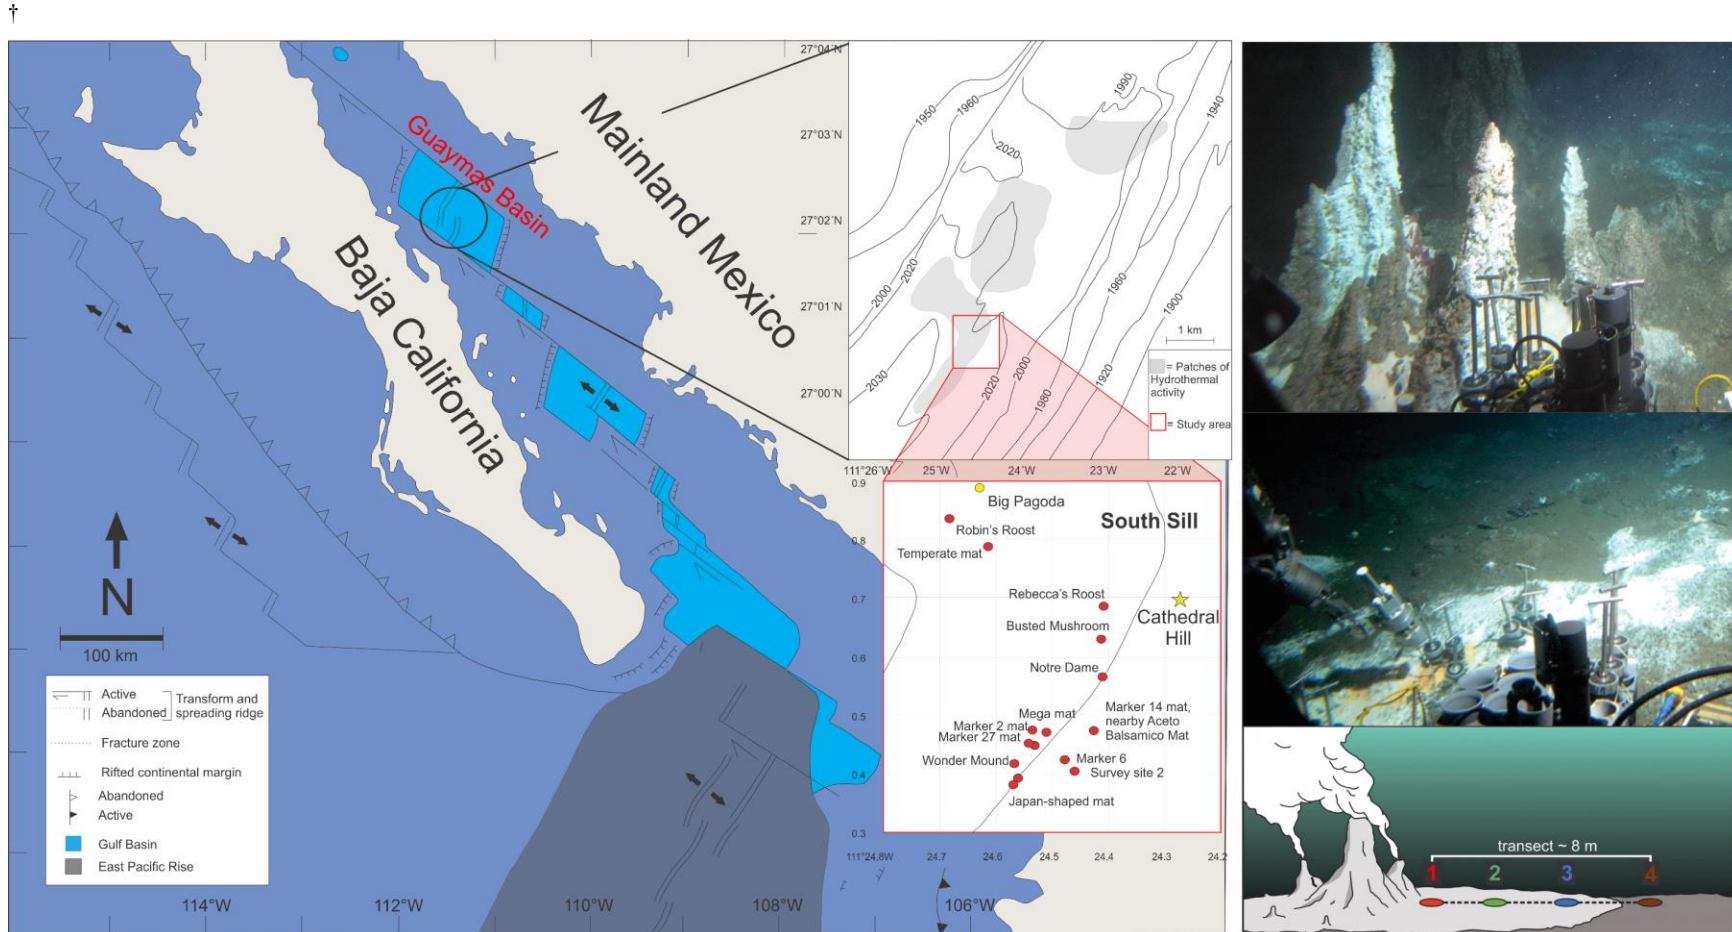 †
Guaymas Basin
Mainland Mexico
Baja California
N
100 km
Active
Abandoned
Transform and
spreading ridge
Fracture zone
Rifted continental margin
Abandoned
Active
Gulf Basin
East Pacific Rise
114°W
112°W
110°W
108°W
106°W
27°04'N
27°03'N
27°02'N
27°01'N
27°00'N
1950
1960
1990
1940
2020
2000
2020
1960
1900
2030
2020
2000
1980
1920
1 km
= Patches of
Hydrothermal
activity
= Study area
111°26'W
25'W
24'W
23'W
22'W
0.9
0.8
0.7
0.6
0.5
0.4
0.3
Big Pagoda
South Sill
Robin's Roost
Temperate mat
Rebecca's Roost
Cathedral
Hill
Busted Mushroom
Notre Dame
Mega mat
Marker 14 mat,
nearby Aceto
Balsamico Mat
Marker 2 mat
Marker 27 mat
Wonder Mound
Marker 6
Survey site 2
Japan-shaped mat
111°24.8W
24.7
24.6
24.5
24.4
24.3
24.2
transect ~ 8 m
1
2
3
4